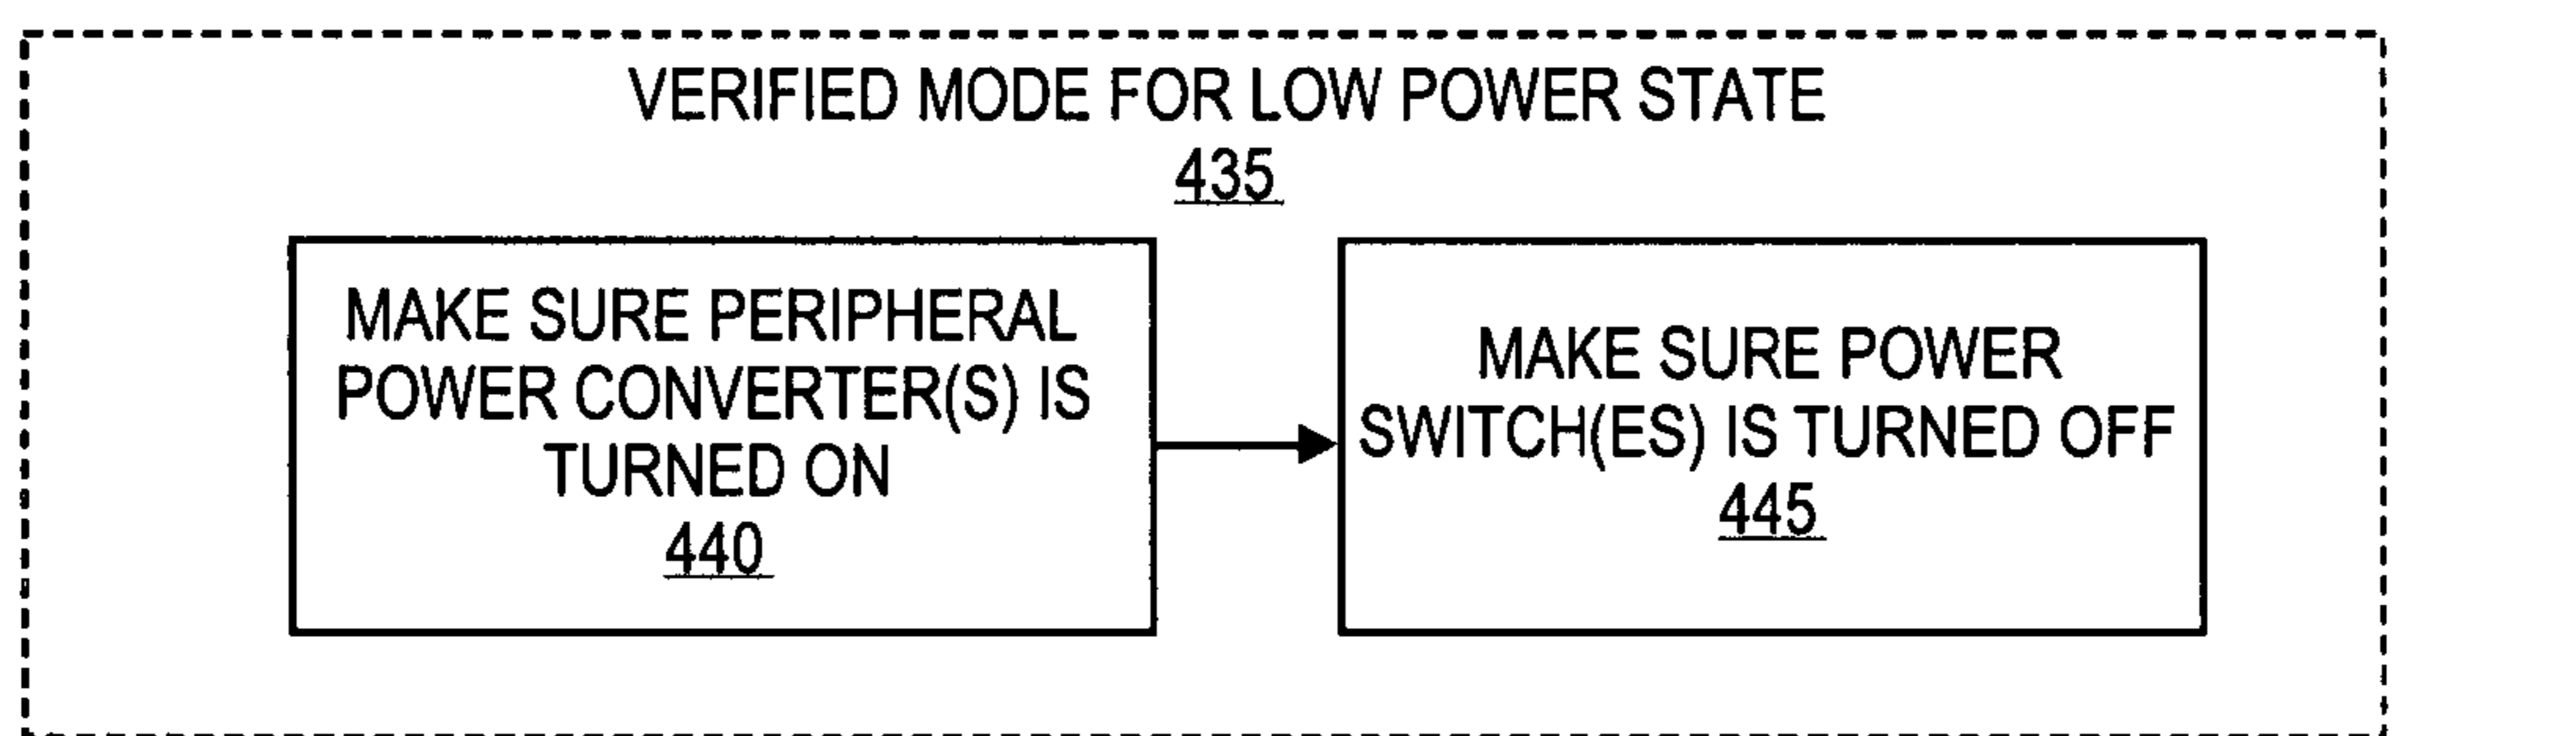 VERIFIED MODE FOR LOW POWER STATE
435
MAKE SURE PERIPHERAL
POWER CONVERTER(S) IS
TURNED ON
440
MAKE SURE POWER
SWITCH(ES) IS TURNED OFF
445